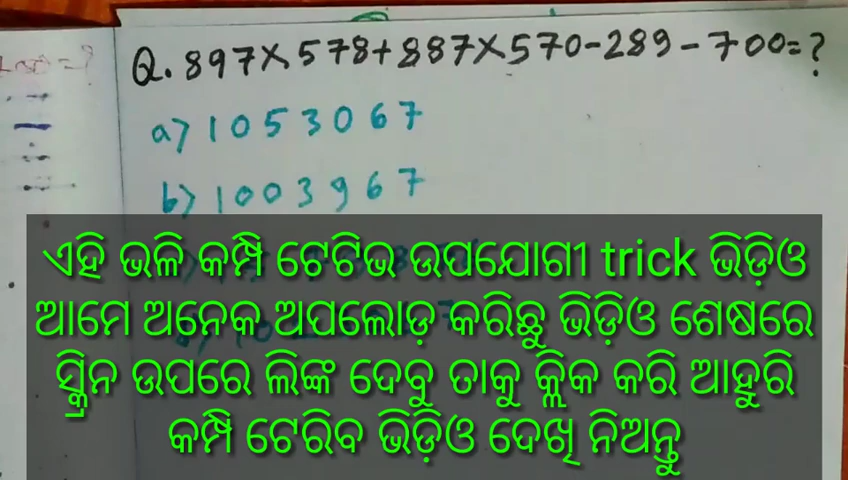 Q. 897×578+887×570-289-700=?
a) 1053067
b) 1003967
ଏହି ଭଳି କମ୍ପି ଟେଟିଭ ଉପଯୋଗୀ trick ଭିଡ଼ିଓ
ଆମେ ଅନେକ ଅପଲୋଡ଼ କରିଛୁ ଭିଡ଼ିଓ ଶେଷରେ
ସ୍କ୍ରିନ ଉପରେ ଲିଙ୍କ ଦେବୁ ତାକୁ କ୍ଲିକ କରି ଆହୁରି
କମ୍ପି ଟେରିବ ଭିଡ଼ିଓ ଦେଖି ନିଅନ୍ତୁ